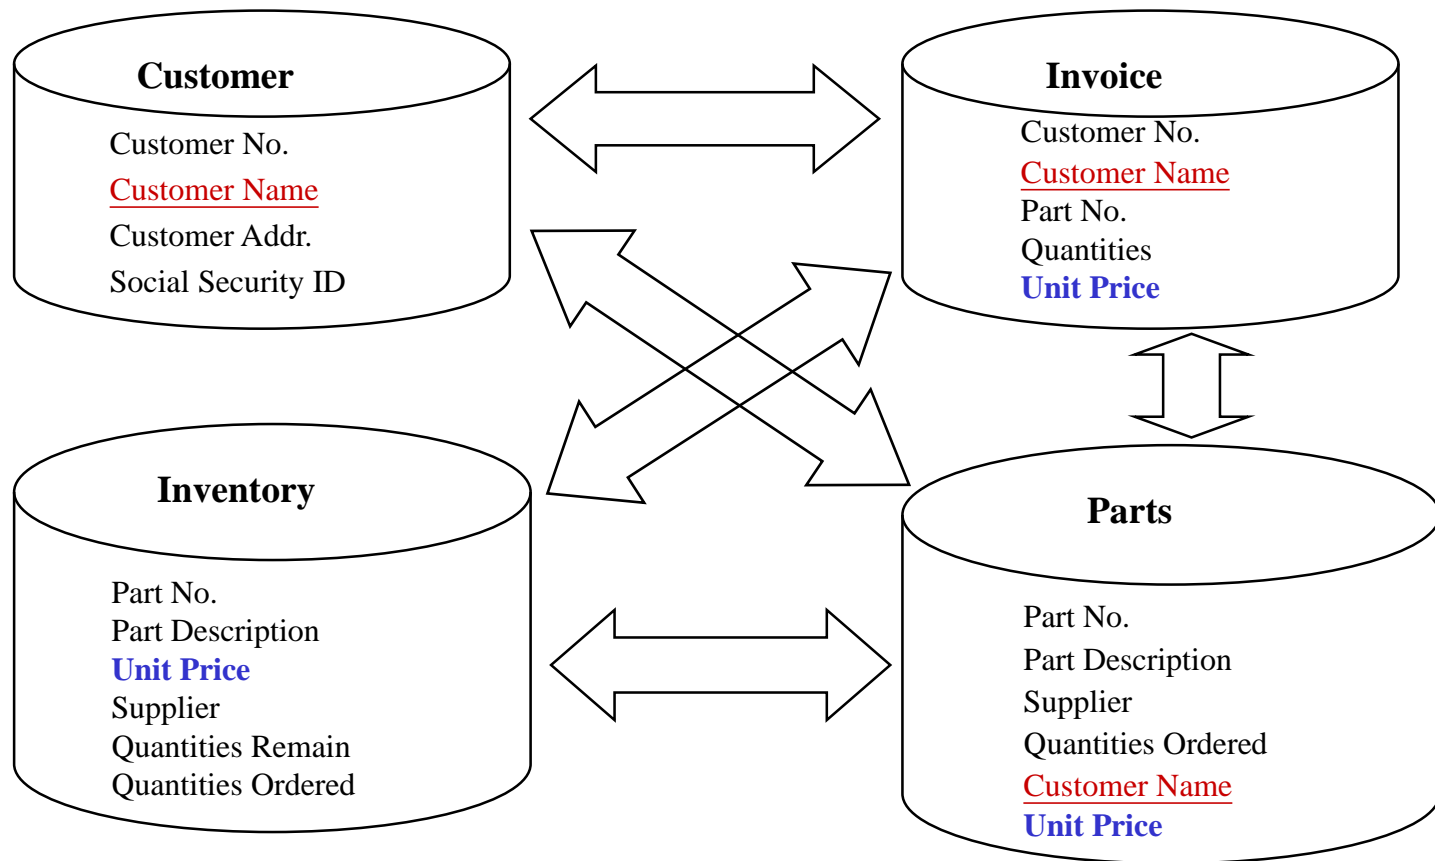 Customer
Customer No.
Customer Name
Customer Addr.
Social Security ID
Invoice
Customer No.
Customer Name
Part No.
Quantities
Unit Price
Inventory
Part No.
Part Description
Unit Price
Supplier
Quantities Remain
Quantities Ordered
Parts
Part No.
Part Description
Supplier
Quantities Ordered
Customer Name
Unit Price